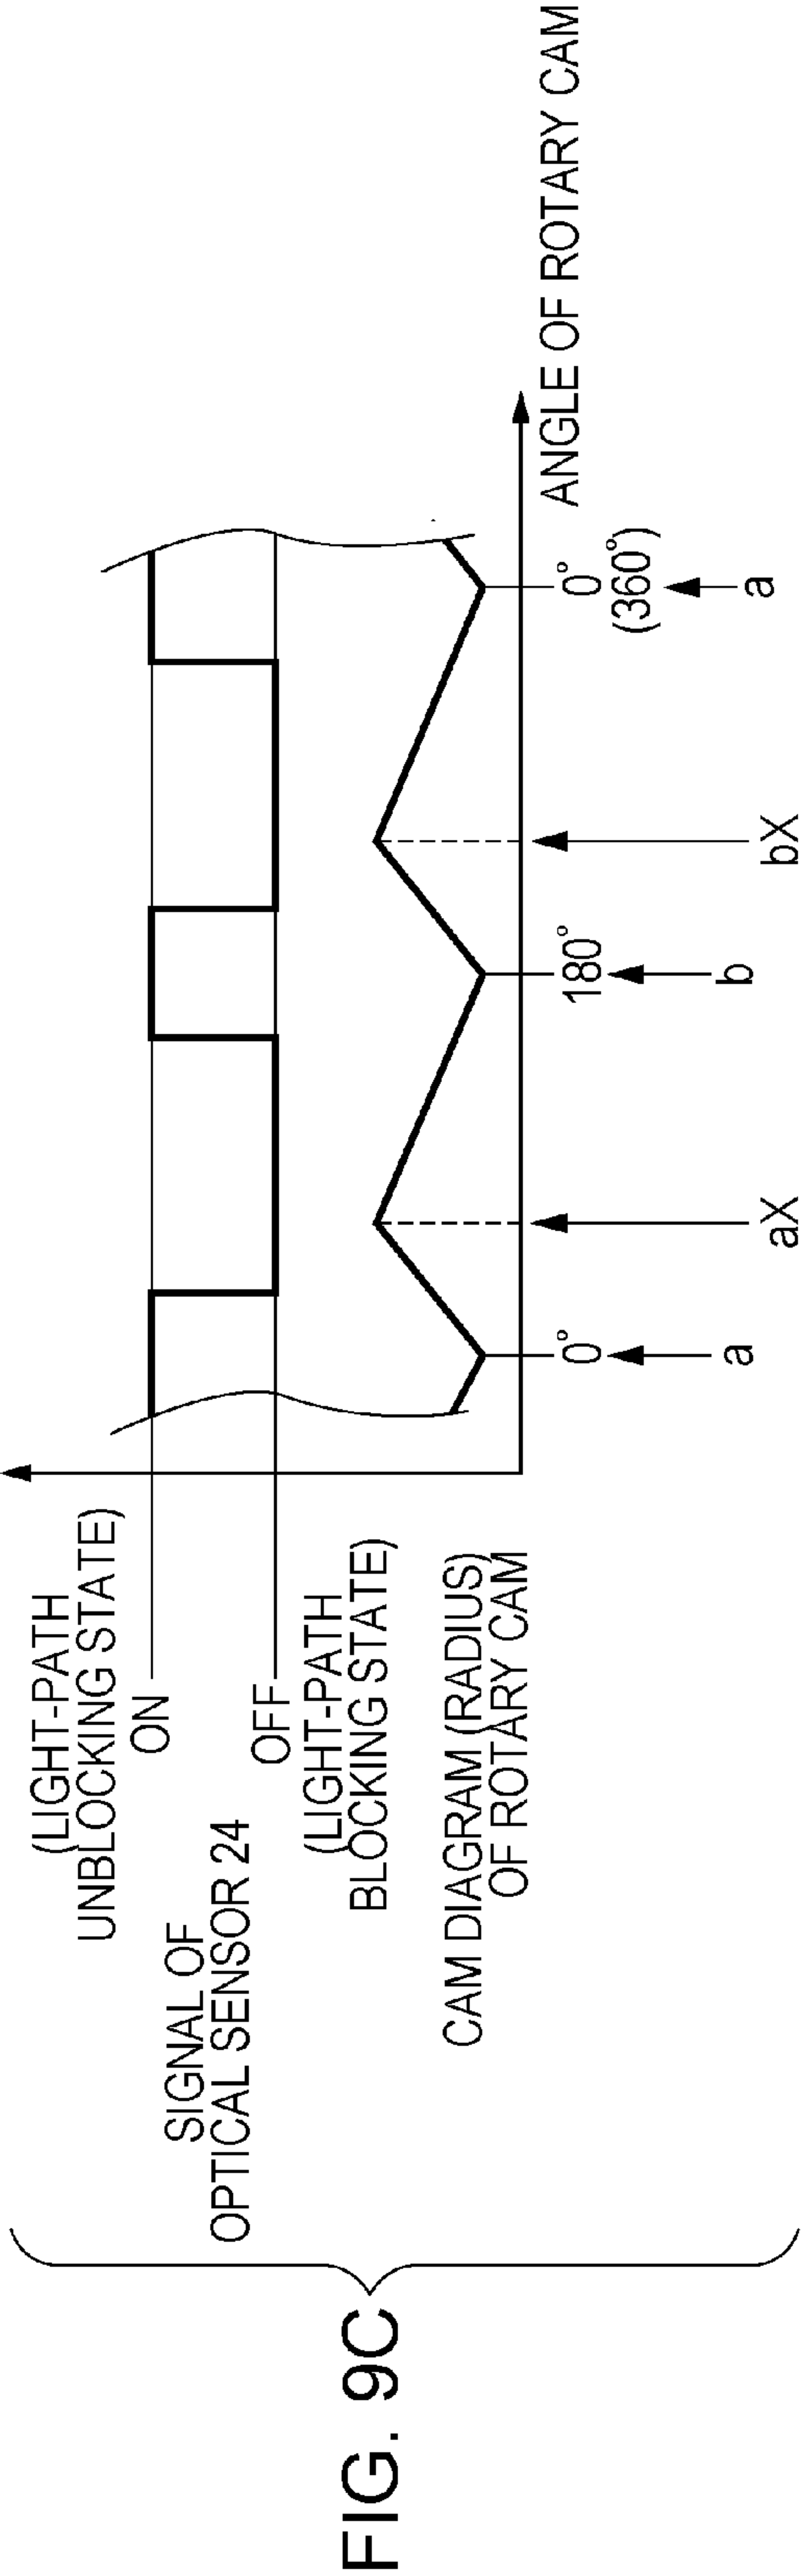 FIG. 9C
(LIGHT-PATH
UNBLOCKING STATE)
ON
SIGNAL OF
OPTICAL SENSOR 24
OFF
(LIGHT-PATH
BLOCKING STATE)
CAM DIAGRAM (RADIUS)
OF ROTARY CAM
0°
180°
0°
(360°)
ANGLE OF ROTARY CAM
a
aX
b
bX
a